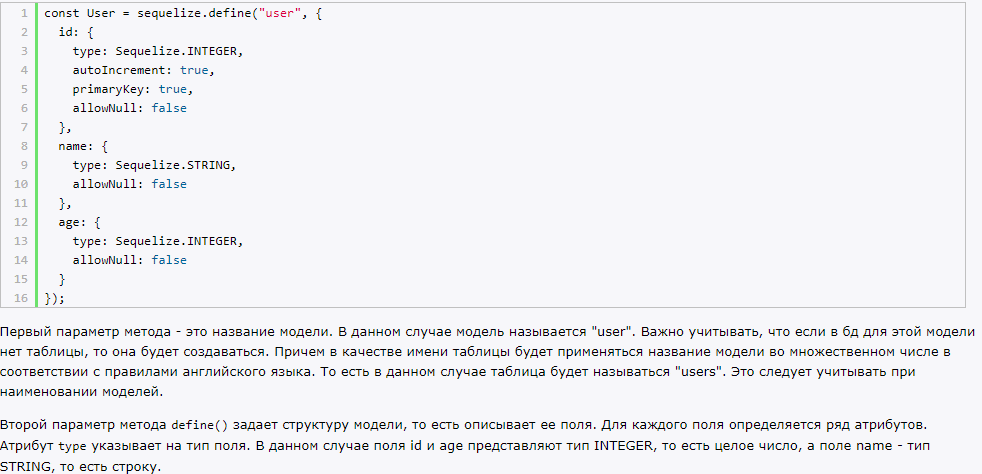 1 const User = sequelize.define("user", {
2   id: {
3     type: Sequelize.INTEGER,
4     autoIncrement: true,
5     primaryKey: true,
6     allowNull: false
7   },
8   name: {
9     type: Sequelize.STRING,
10     allowNull: false
11   },
12   age: {
13     type: Sequelize.INTEGER,
14     allowNull: false
15   }
16 });
Первый параметр метода - это название модели. В данном случае модель называется "user". Важно учитывать, что если в бд для этой модели
нет таблицы, то она будет создаваться. Причем в качестве имени таблицы будет применяться название модели во множественном числе в
соответствии с правилами английского языка. То есть в данном случае таблица будет называться "users". Это следует учитывать при
наименовании моделей.
Второй параметр метода define() задает структуру модели, то есть описывает ее поля. Для каждого поля определяется ряд атрибутов.
Атрибут type указывает на тип поля. В данном случае поля id и age представляют тип INTEGER, то есть целое число, а поле name - тип
STRING, то есть строку.